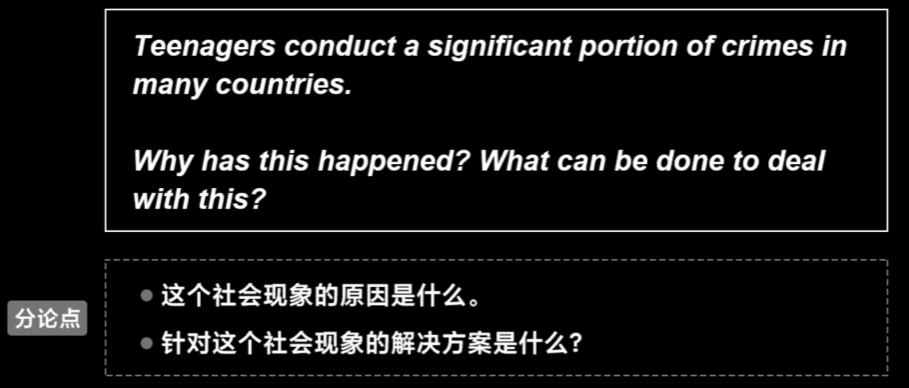 Teenagers conduct a significant portion of crimes in
many countries.
Why has this happened? What can be done to deal
with this?
分论点
这个社会现象的原因是什么。
针对这个社会现象的解决方案是什么?